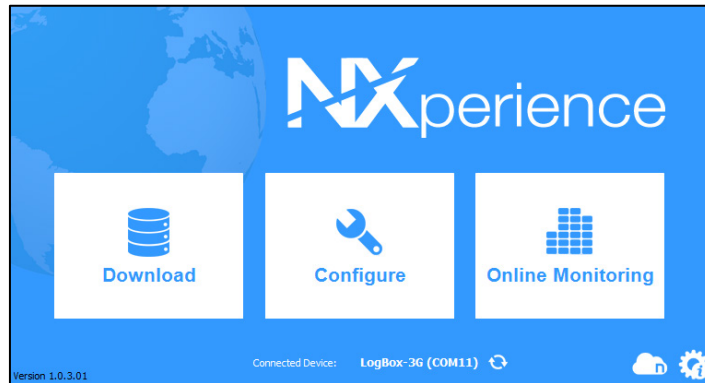 NXperience
Download
Configure
Online Monitoring
Connected Device: LogBox-3G (COM11)
n
i
Version 1.0.3.01